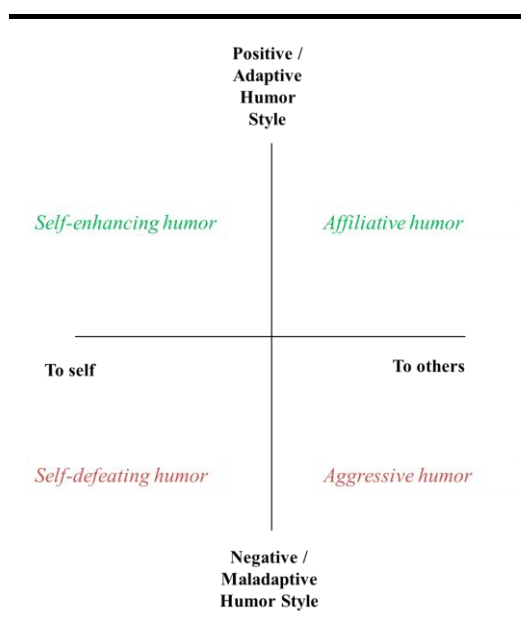 Positive /
Adaptive
Humor
Style
Self-enhancing humor
Affiliative humor
To self
To others
Self-defeating humor
Aggressive humor
Negative /
Maladaptive
Humor Style